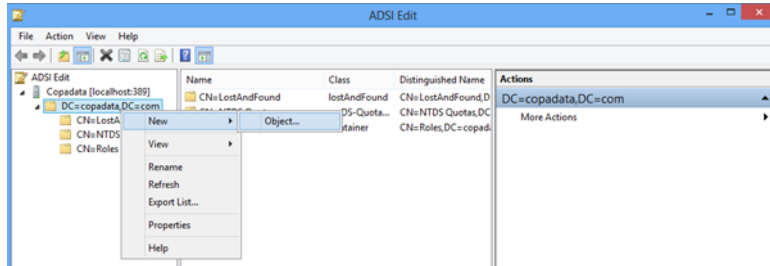 ADSI Edit
File Action View Help
ADSI Edit
Copadata [localhost:389]
DC=copadata,DC=com
CN=LostA
CN=NTDS
CN=Roles
Name Class Distinguished Name
CN=LostAndFound lostAndFound CN=LostAndFound,D
DS-Quota... CN=NTDS Quotas,DC
tainer CN=Roles,DC=copad
New
Object...
View
Rename
Refresh
Export List...
Properties
Help
Actions
DC=copadata,DC=com
More Actions